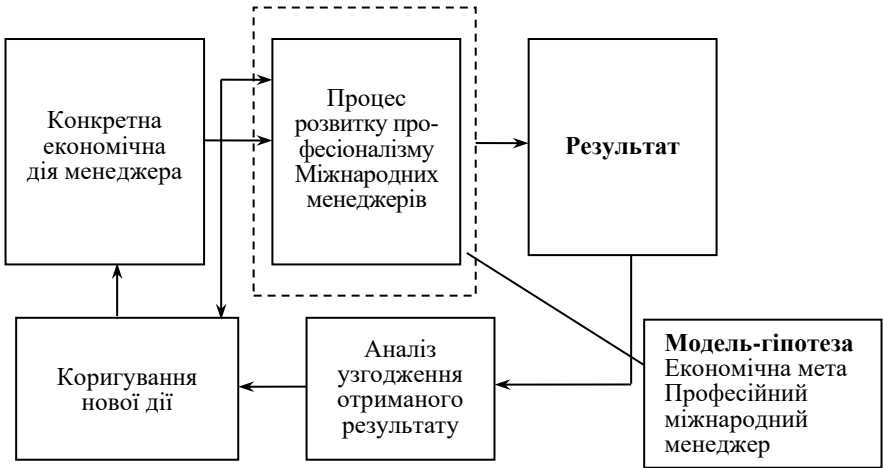 Конкретна
економічна
дія менеджера
Процес
розвитку про-
фесіоналізму
Міжнародних
менеджерів
Результат
Коригування
нової дії
Аналіз
узгодження
отриманого
результату
Модель-гіпотеза
Економічна мета
Професійний
міжнародний
менеджер